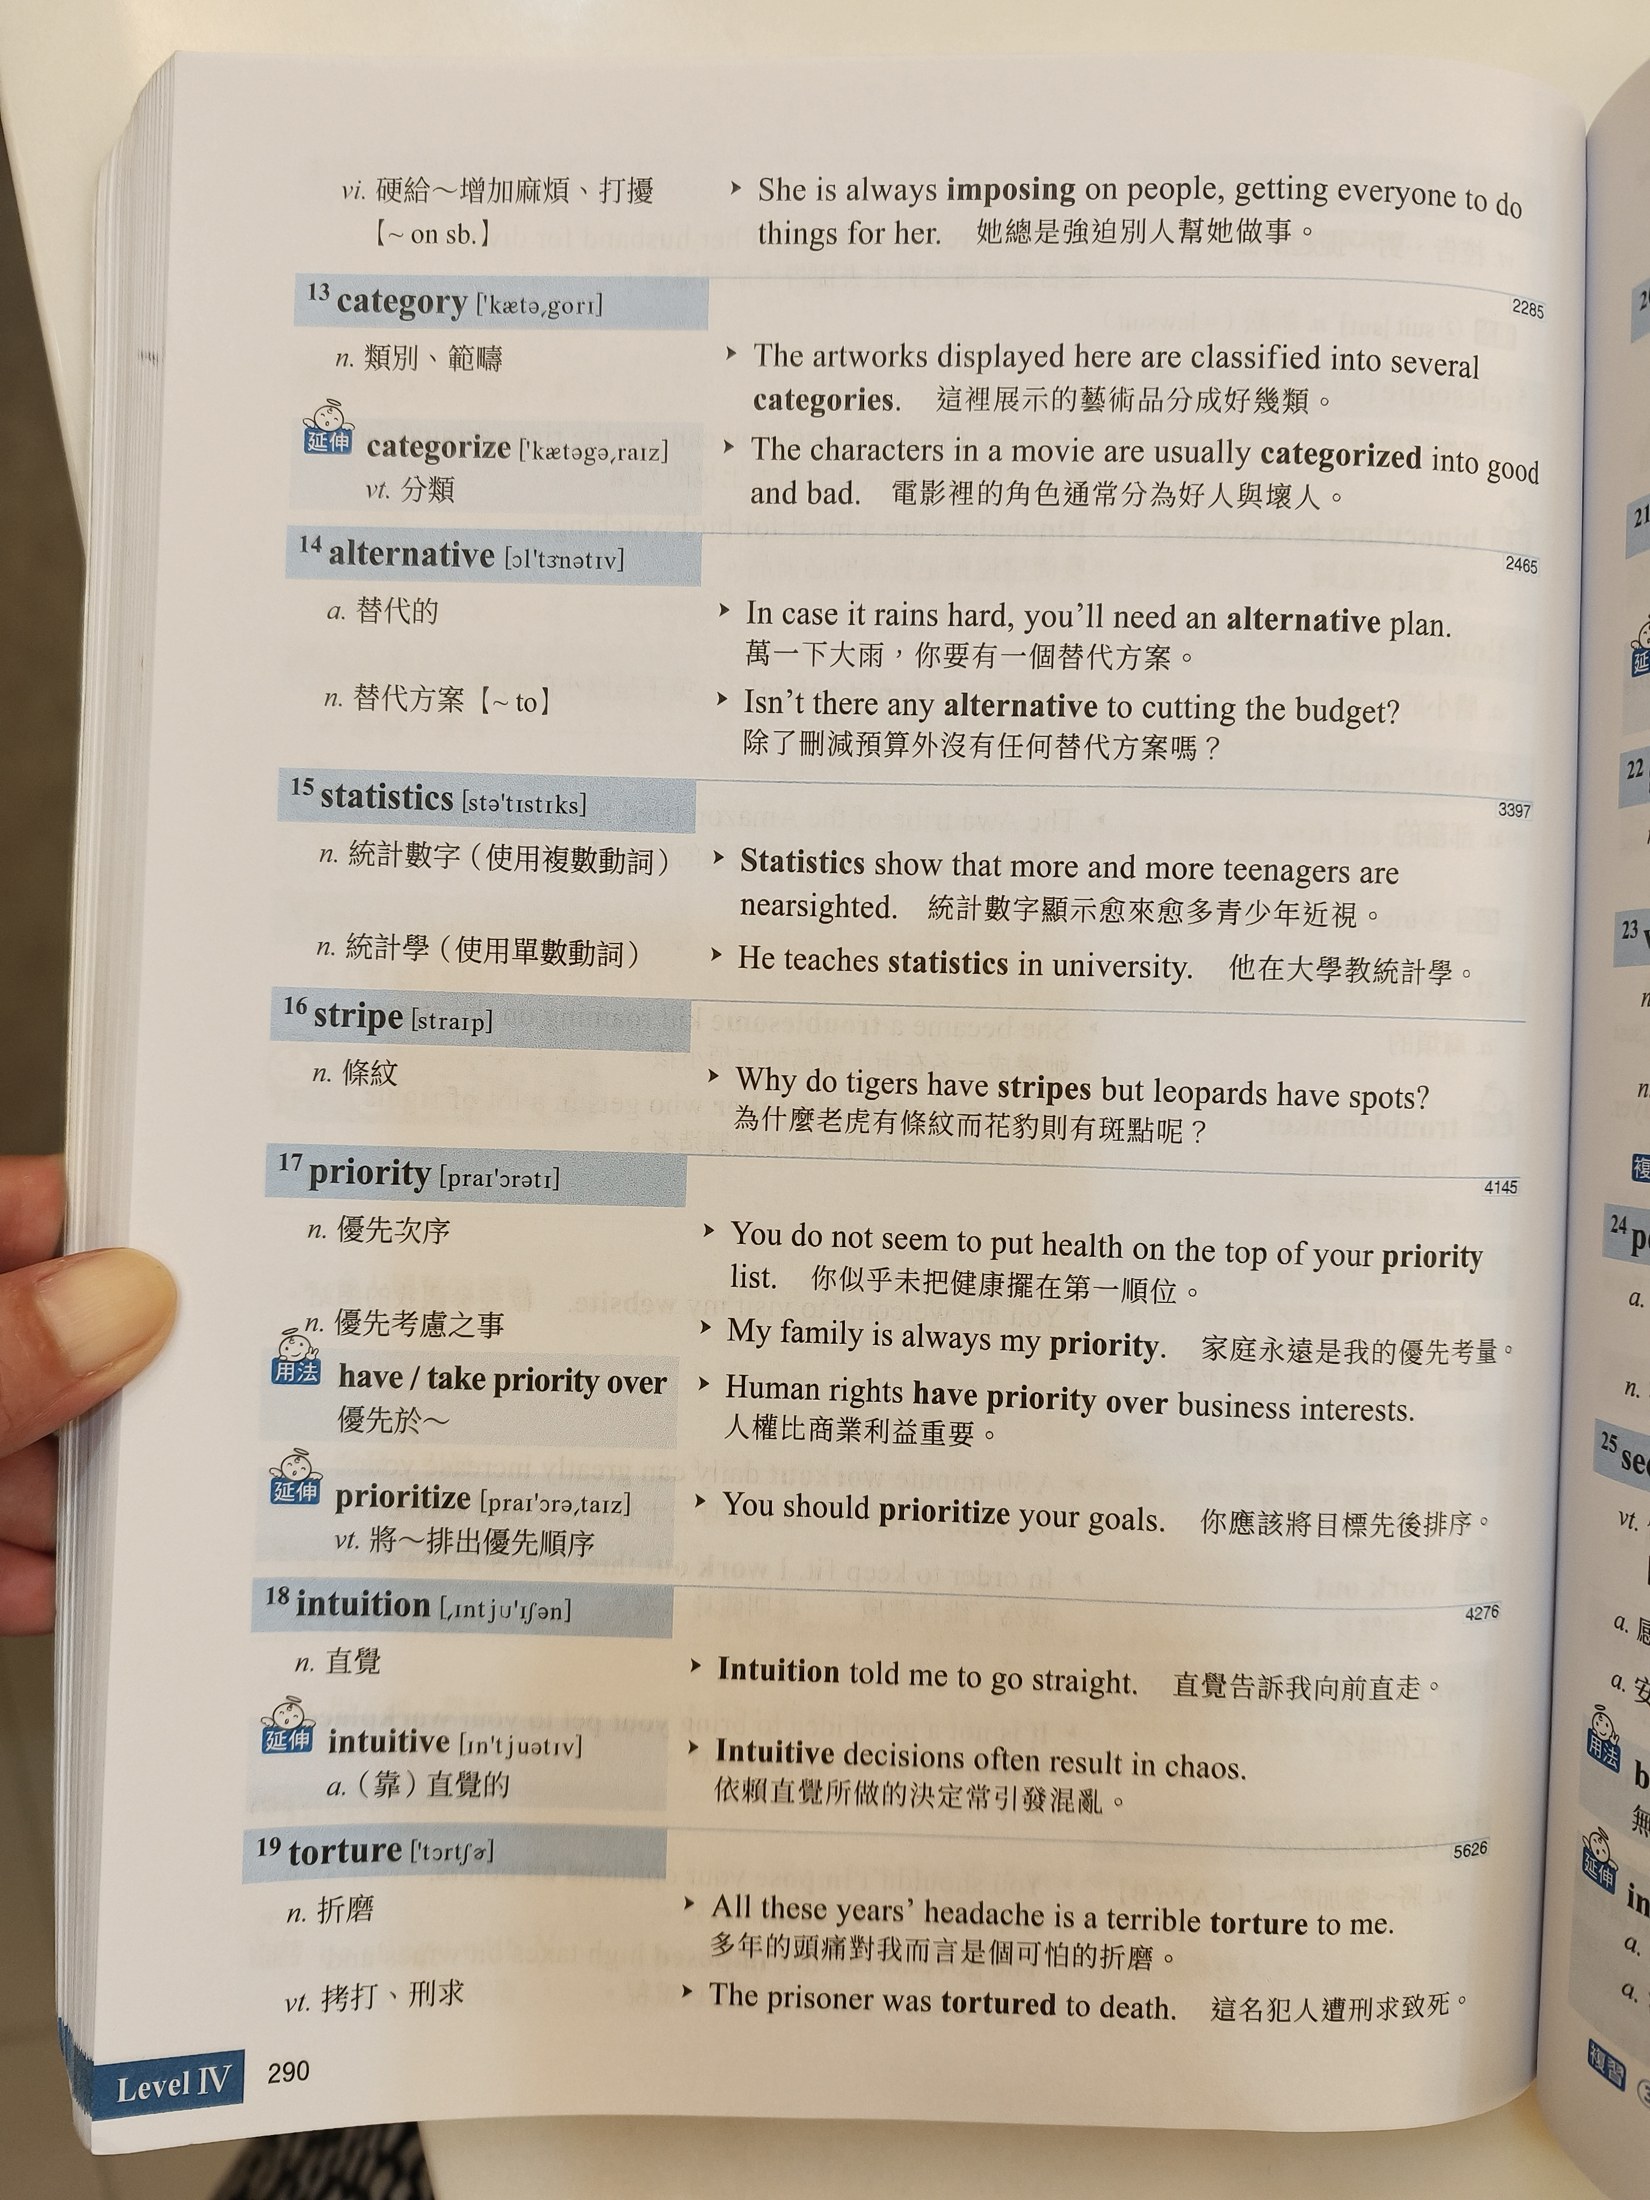 vi. 硬給～增加麻煩、打擾
【~ on sb.】
➤ She is always imposing on people, getting everyone to do
things for her. 她總是強迫別人幫她做事。
13 category [ˈkætəˌgorɪ]
2285
n. 類別、範疇
➤ The artworks displayed here are classified into several
categories. 這裡展示的藝術品分成好幾類。
延伸 categorize [ˈkætəgəˌraɪz]
vt. 分類
➤ The characters in a movie are usually categorized into good
and bad. 電影裡的角色通常分為好人與壞人。
14 alternative [ɔlˈtɝnətɪv]
2465
a. 替代的
➤ In case it rains hard, you'll need an alternative plan.
萬一下大雨，你要有一個替代方案。
n. 替代方案【~ to】
➤ Isn't there any alternative to cutting the budget?
除了刪減預算外沒有任何替代方案嗎？
15 statistics [stəˈtɪstɪks]
3397
n. 統計數字（使用複數動詞）
➤ Statistics show that more and more teenagers are
nearsighted. 統計數字顯示愈來愈多青少年近視。
n. 統計學（使用單數動詞）
➤ He teaches statistics in university. 他在大學教統計學。
16 stripe [straɪp]
n. 條紋
➤ Why do tigers have stripes but leopards have spots?
為什麼老虎有條紋而花豹則有斑點呢？
17 priority [praɪˈɔrətɪ]
4145
n. 優先次序
➤ You do not seem to put health on the top of your priority
list. 你似乎未把健康擺在第一順位。
n. 優先考慮之事
➤ My family is always my priority. 家庭永遠是我的優先考量。
用法 have / take priority over
優先於～
➤ Human rights have priority over business interests.
人權比商業利益重要。
延伸 prioritize [praɪˈɔrəˌtaɪz]
vt. 將～排出優先順序
➤ You should prioritize your goals. 你應該將目標先後排序。
18 intuition [ˌɪntjʊˈɪʃən]
4276
n. 直覺
➤ Intuition told me to go straight. 直覺告訴我向前直走。
延伸 intuitive [ɪnˈtjuətɪv]
a.（靠）直覺的
➤ Intuitive decisions often result in chaos.
依賴直覺所做的決定常引發混亂。
19 torture [ˈtɔrtʃɚ]
5626
n. 折磨
➤ All these years' headache is a terrible torture to me.
多年的頭痛對我而言是個可怕的折磨。
vt. 拷打、刑求
➤ The prisoner was tortured to death. 這名犯人遭刑求致死。
Level IV 290
21
22
23
24
a.
n.
25
vt.
a.
a. 安
用法
無
延伸
a.
a.
複習